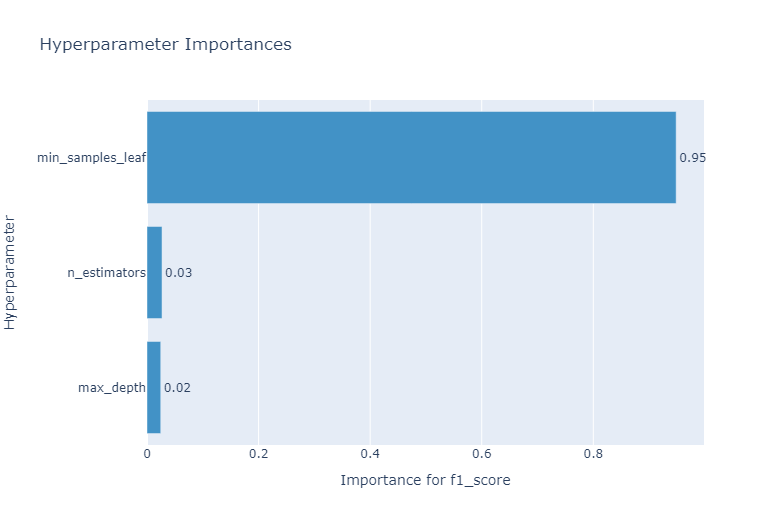 Hyperparameter Importances
Hyperparameter
min_samples_leaf
0.95
n_estimators
0.03
max_depth
0.02
0 0.2 0.4 0.6 0.8
Importance for f1_score